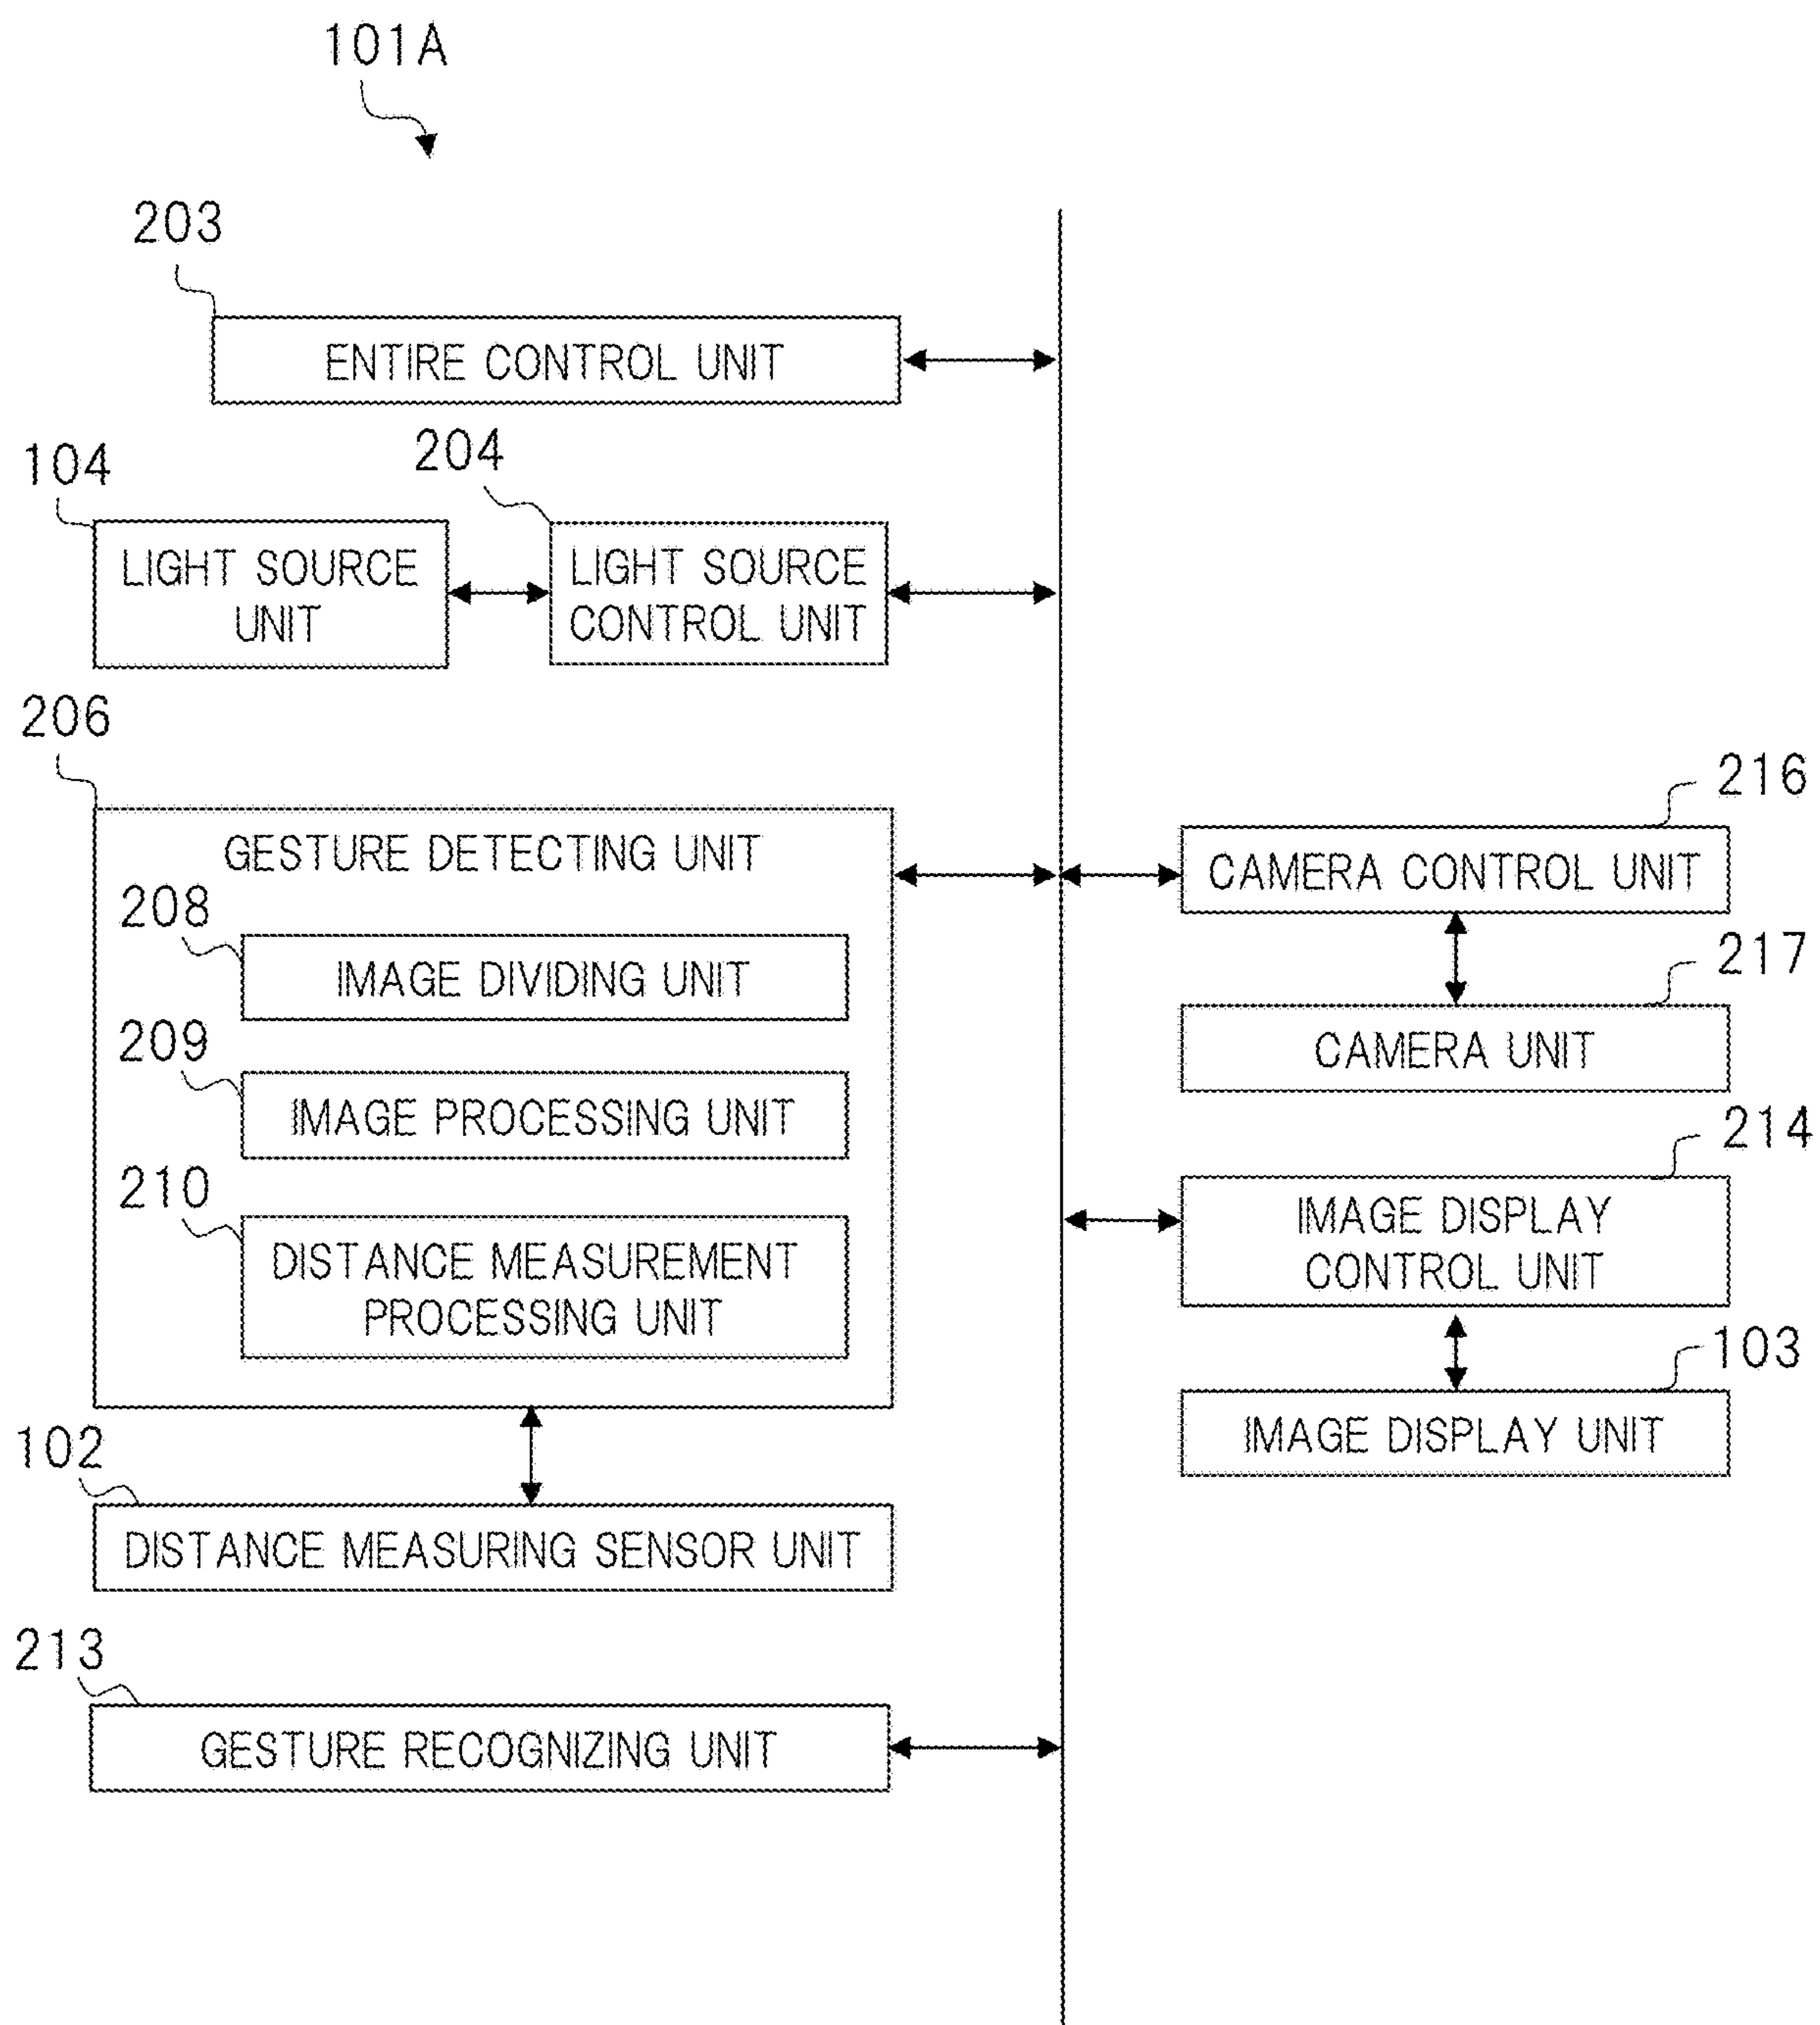 101A
203
ENTIRE CONTROL UNIT
104
204
LIGHT SOURCE
UNIT
LIGHT SOURCE
CONTROL UNIT
206
GESTURE DETECTING UNIT
208
IMAGE DIVIDING UNIT
209
IMAGE PROCESSING UNIT
210
DISTANCE MEASUREMENT
PROCESSING UNIT
102
DISTANCE MEASURING SENSOR UNIT
213
GESTURE RECOGNIZING UNIT
216
CAMERA CONTROL UNIT
217
CAMERA UNIT
214
IMAGE DISPLAY
CONTROL UNIT
103
IMAGE DISPLAY UNIT